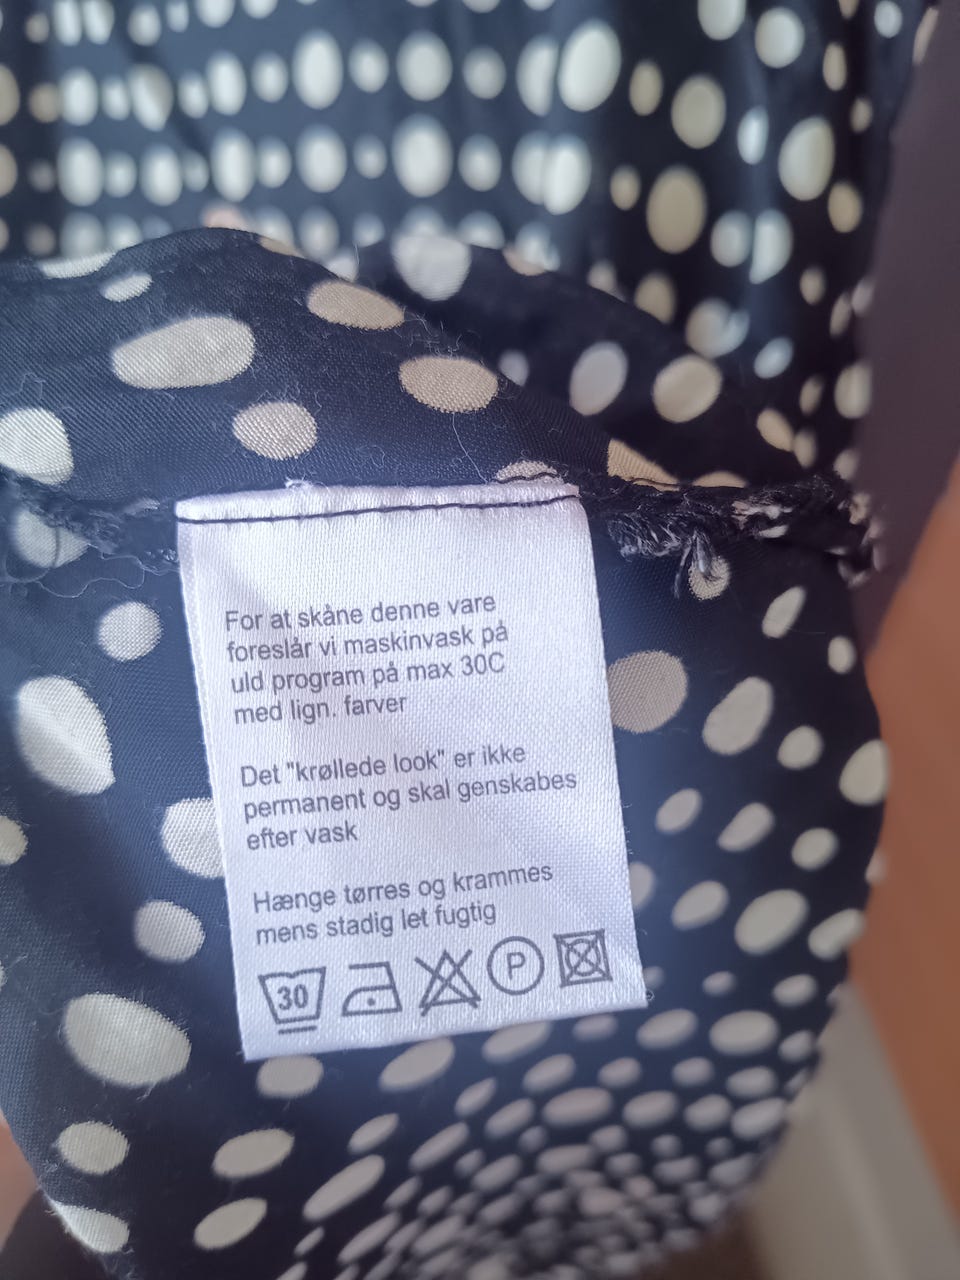 For at skåne denne vare
foreslår vi maskinvask på
uld program på max 30C
med lign. farver
Det "krøllede look" er ikke
permanent og skal genskabes
efter vask
Hænge tørres og krammes
mens stadig let fugtig
30 P